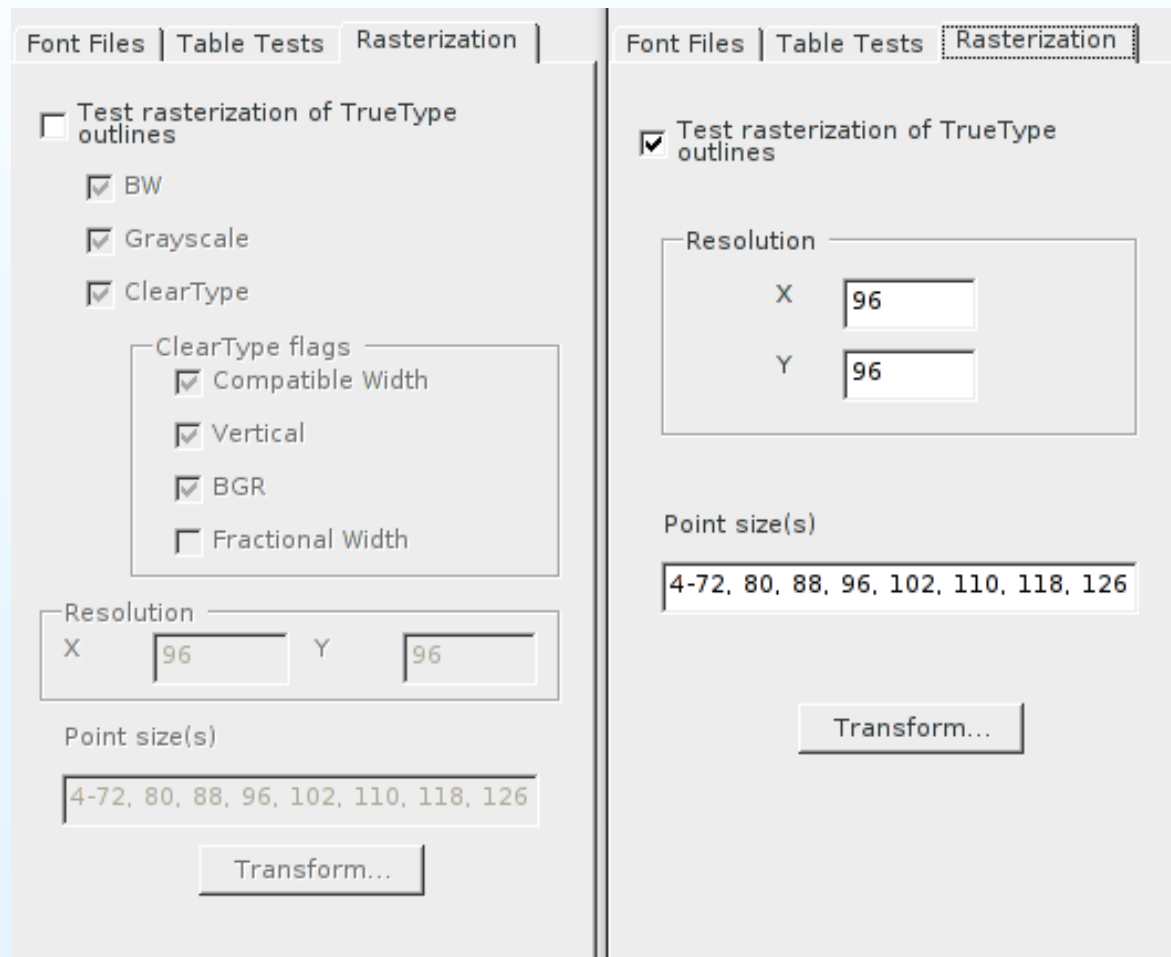 Font Files
Table Tests
Rasterization
Test rasterization of TrueType
outlines
BW
Grayscale
ClearType
ClearType flags
Compatible Width
Vertical
BGR
Fractional Width
Resolution
X 96 Y 96
Point size(s)
4-72, 80, 88, 96, 102, 110, 118, 126
Transform...
Font Files
Table Tests
Rasterization
Test rasterization of TrueType
outlines
Resolution
X 96
Y 96
Point size(s)
4-72, 80, 88, 96, 102, 110, 118, 126
Transform...